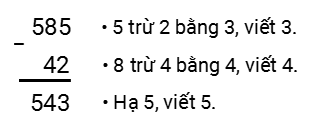 585 • 5 trừ 2 bằng 3, viết 3.
−
42 • 8 trừ 4 bằng 4, viết 4.
543 • Hạ 5, viết 5.